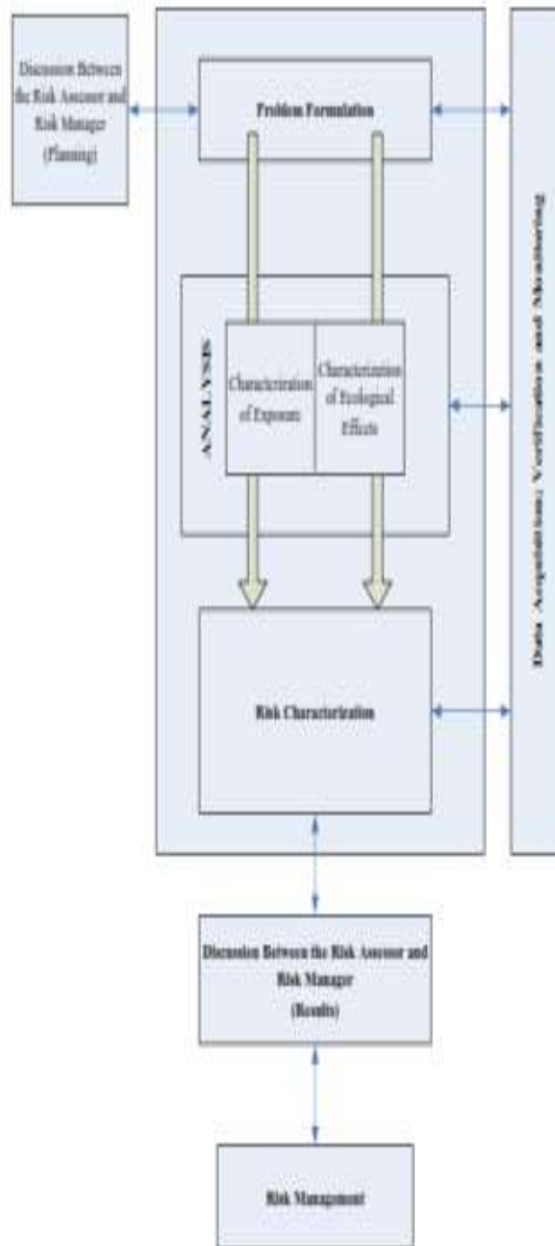 Discussion Between
the Risk Assessor and
Risk Manager
(Planning)
Problem Formulation
ANALYSIS
Characterization
of Exposure
Characterization
of Ecological
Effects
Risk Characterization
Data Acquisition; Verification and Monitoring
Discussion Between the Risk Assessor and
Risk Manager
(Results)
Risk Management